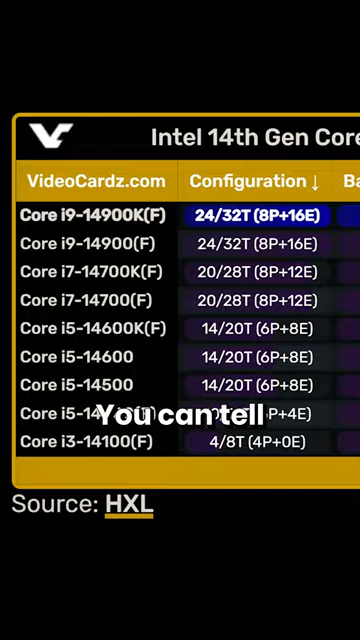 Intel 14th Gen Core
VideoCardz.com Configuration ↓ Ba
Core i9-14900K(F) 24/32T (8P+16E)
Core i9-14900(F) 24/32T (8P+16E)
Core i7-14700K(F) 20/28T (8P+12E)
Core i7-14700(F) 20/28T (8P+12E)
Core i5-14600K(F) 14/20T (6P+8E)
Core i5-14600 14/20T (6P+8E)
Core i5-14500 14/20T (6P+8E)
Core i5-14
You can tell
Core i3-14100(F) 4/8T (4P+0E)
Source: HXL